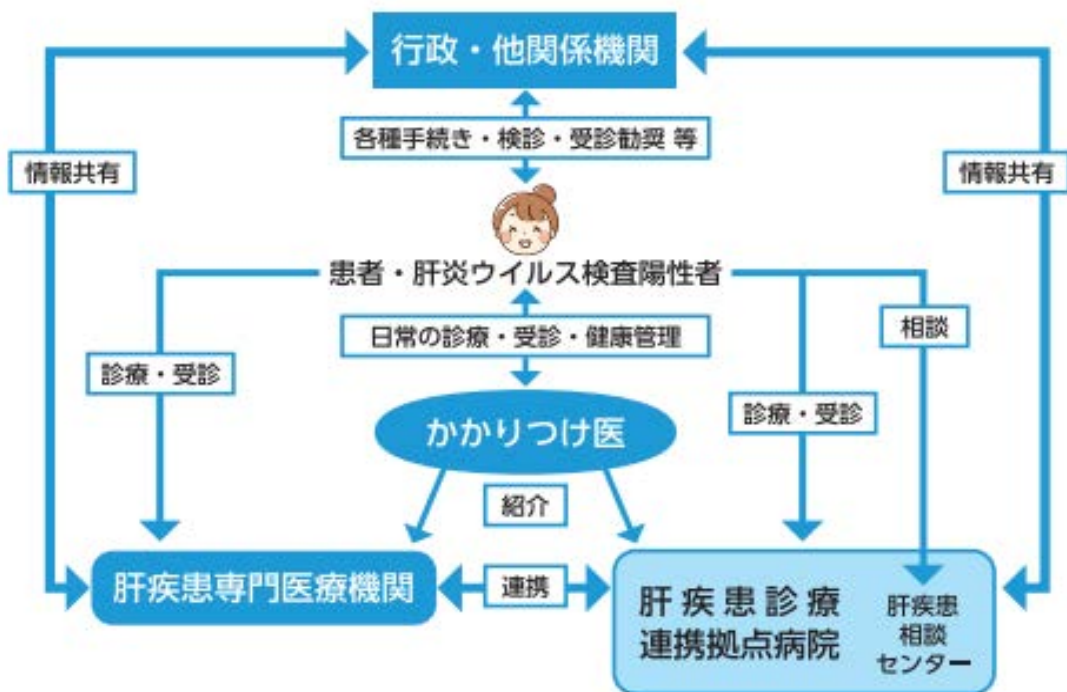 行政・他関係機関
各種手続き・検診・受診勧奨 等
情報共有
情報共有
患者・肝炎ウイルス検査陽性者
日常の診療・受診・健康管理
相談
診療・受診
診療・受診
かかりつけ医
紹介
肝疾患専門医療機関
連携
肝疾患診療
連携拠点病院
肝疾患
相談
センター